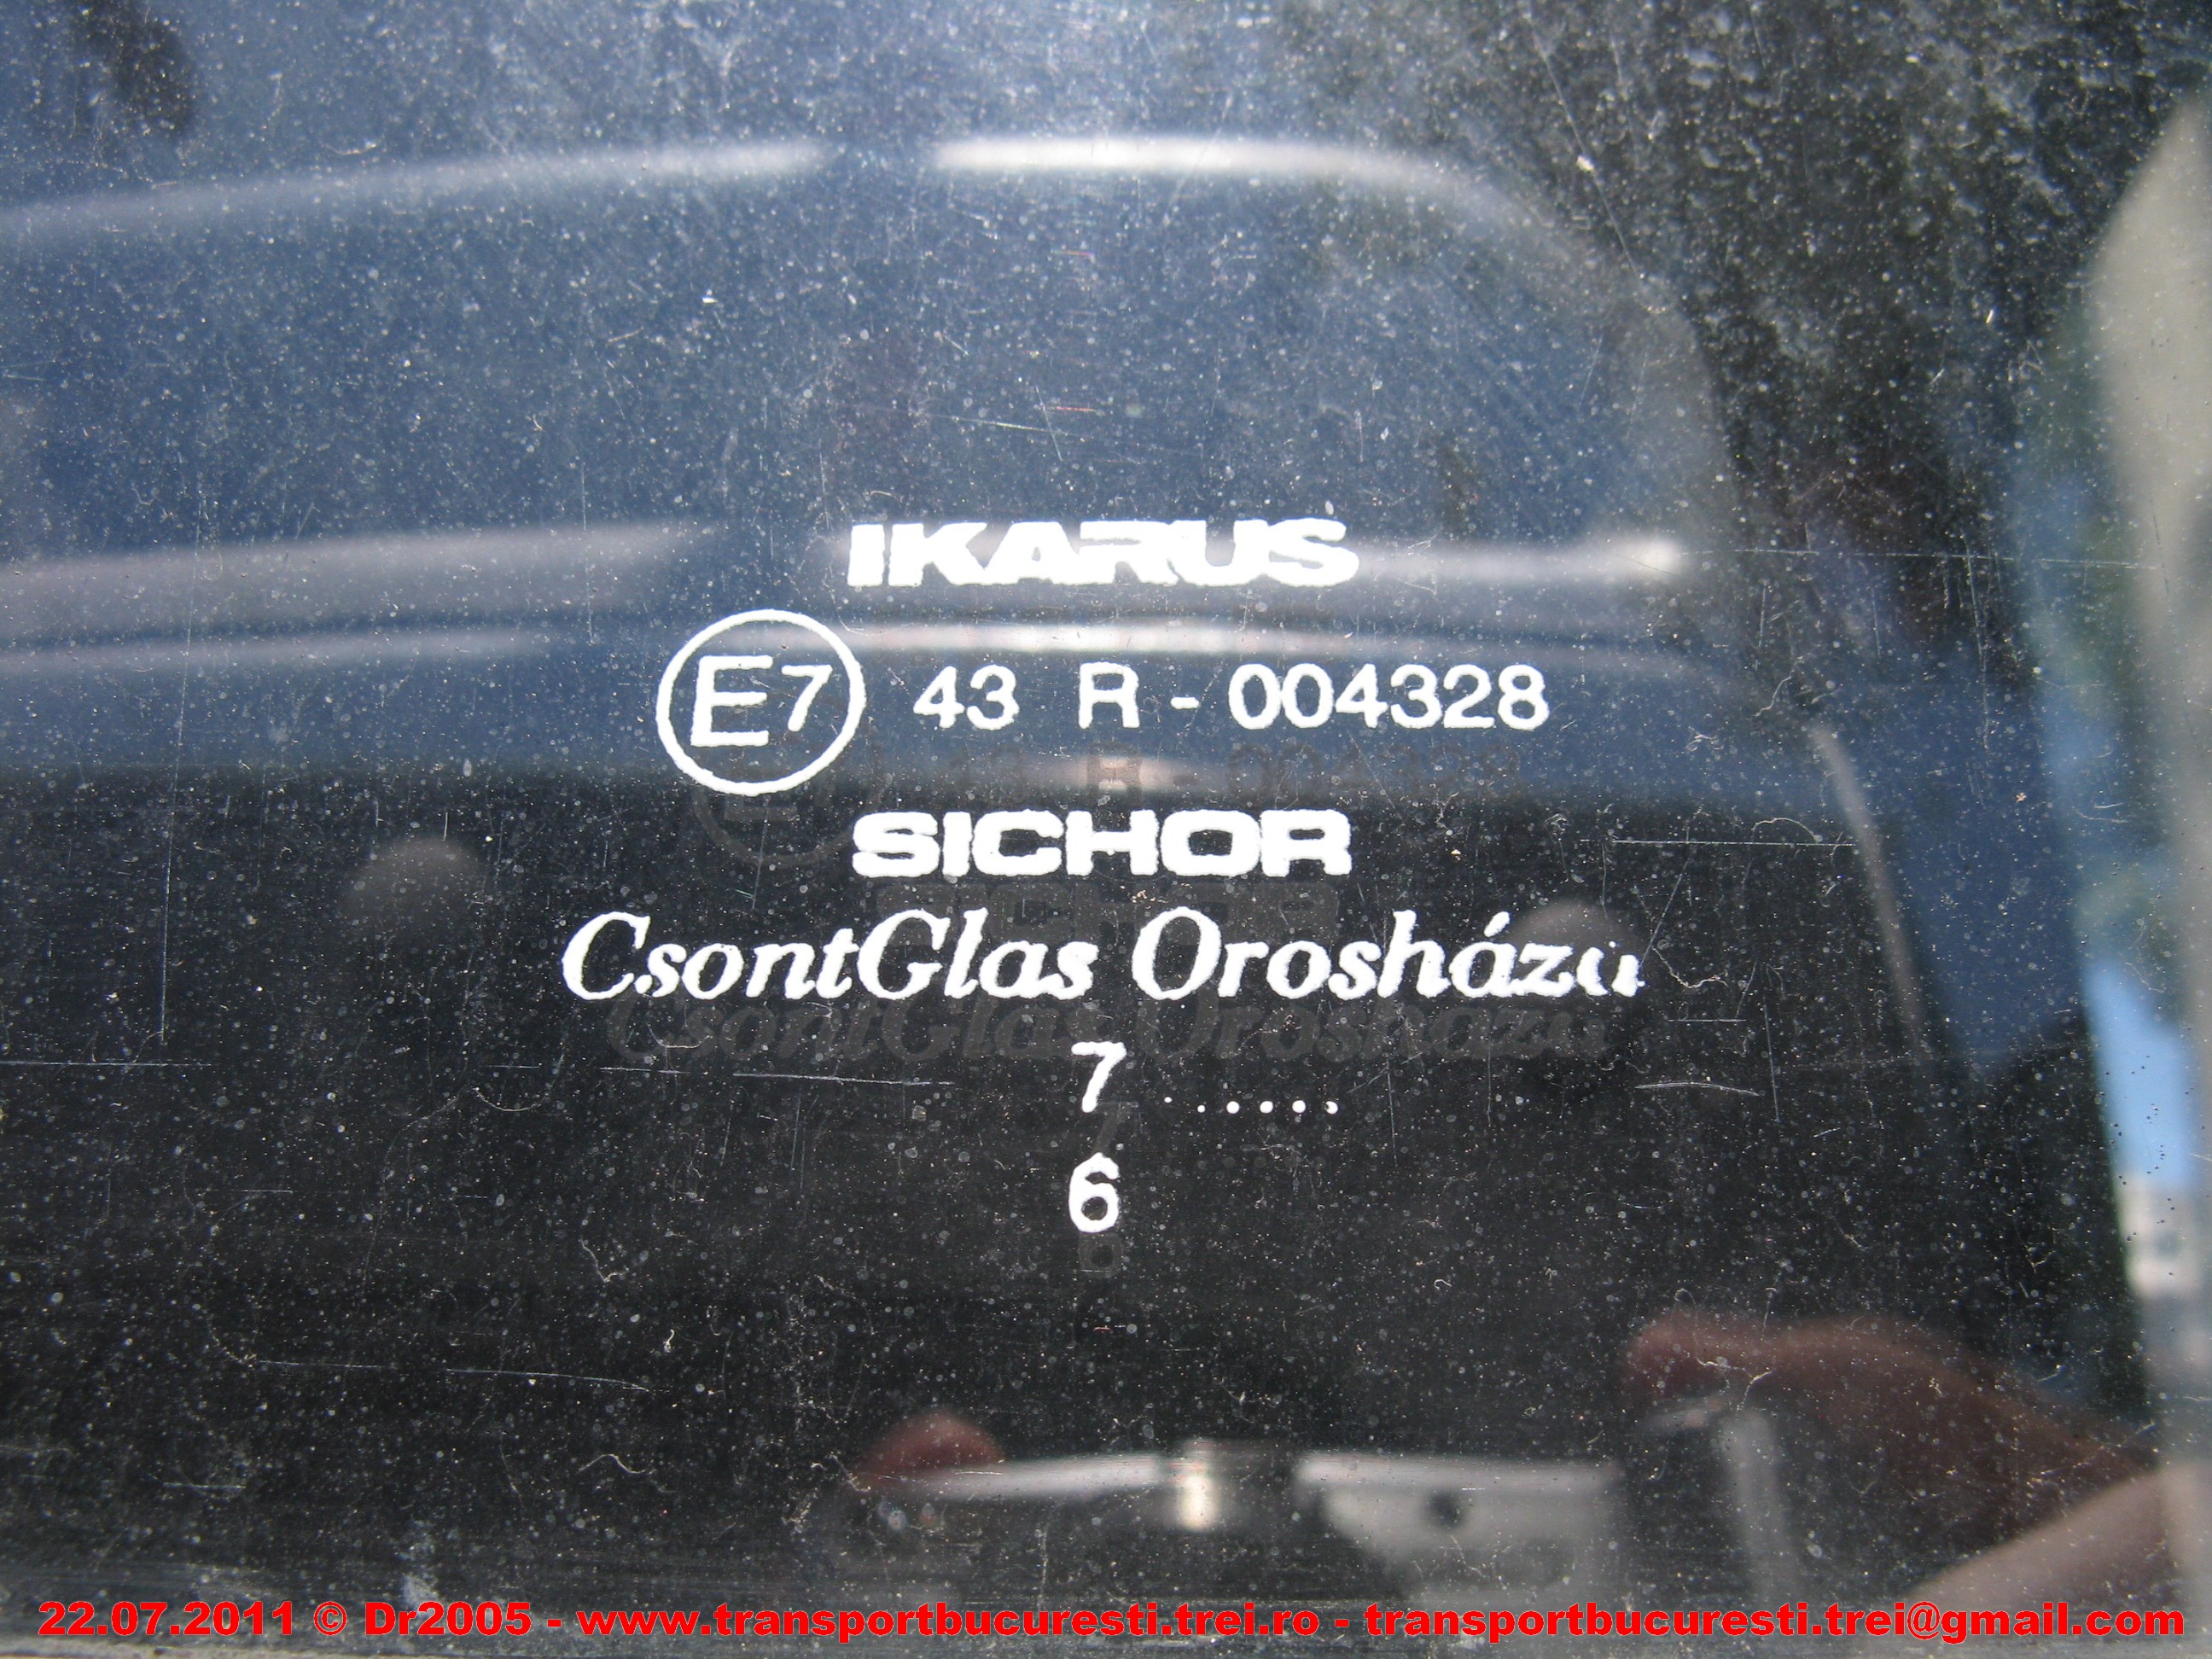 IKARUS
E7 43 R - 004328
SICHOR
CsontGlas Orosháza
7 ......
6
22.07.2011 © Dr2005 - www.transportbucuresti.trei.ro - transportbucuresti.trei@gmail.com